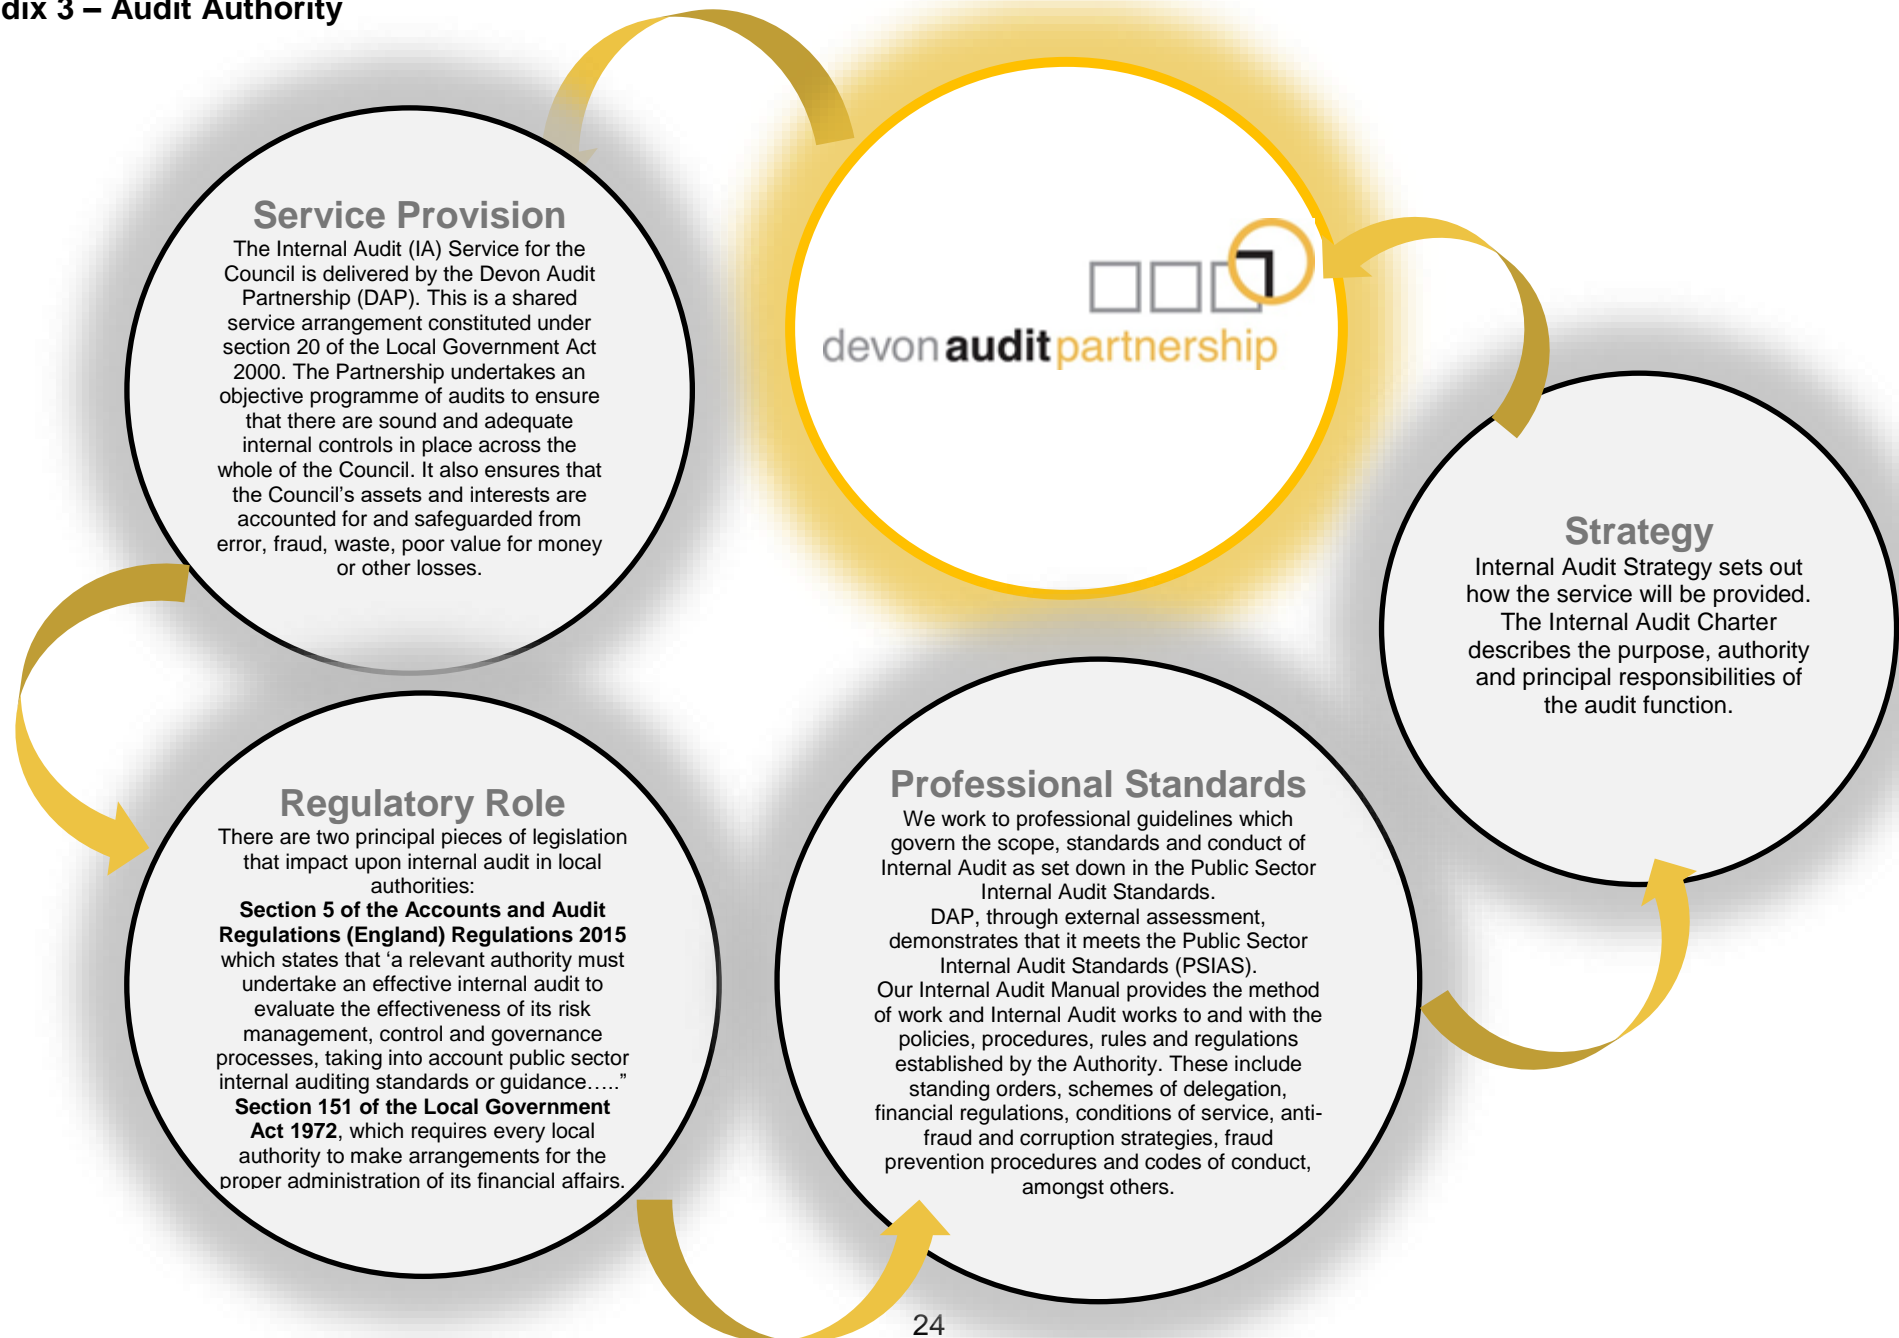 dix 3 – Audit Authority
Service Provision
The Internal Audit (IA) Service for the
Council is delivered by the Devon Audit
Partnership (DAP). This is a shared
service arrangement constituted under
section 20 of the Local Government Act
2000. The Partnership undertakes an
objective programme of audits to ensure
that there are sound and adequate
internal controls in place across the
whole of the Council. It also ensures that
the Council’s assets and interests are
accounted for and safeguarded from
error, fraud, waste, poor value for money
or other losses.
devonauditpartnership
Strategy
Internal Audit Strategy sets out
how the service will be provided.
The Internal Audit Charter
describes the purpose, authority
and principal responsibilities of
the audit function.
Regulatory Role
There are two principal pieces of legislation
that impact upon internal audit in local
authorities:
Section 5 of the Accounts and Audit
Regulations (England) Regulations 2015
which states that ‘a relevant authority must
undertake an effective internal audit to
evaluate the effectiveness of its risk
management, control and governance
processes, taking into account public sector
internal auditing standards or guidance…..”
Section 151 of the Local Government
Act 1972, which requires every local
authority to make arrangements for the
proper administration of its financial affairs.
Professional Standards
We work to professional guidelines which
govern the scope, standards and conduct of
Internal Audit as set down in the Public Sector
Internal Audit Standards.
DAP, through external assessment,
demonstrates that it meets the Public Sector
Internal Audit Standards (PSIAS).
Our Internal Audit Manual provides the method
of work and Internal Audit works to and with the
policies, procedures, rules and regulations
established by the Authority. These include
standing orders, schemes of delegation,
financial regulations, conditions of service, anti-
fraud and corruption strategies, fraud
prevention procedures and codes of conduct,
amongst others.
24